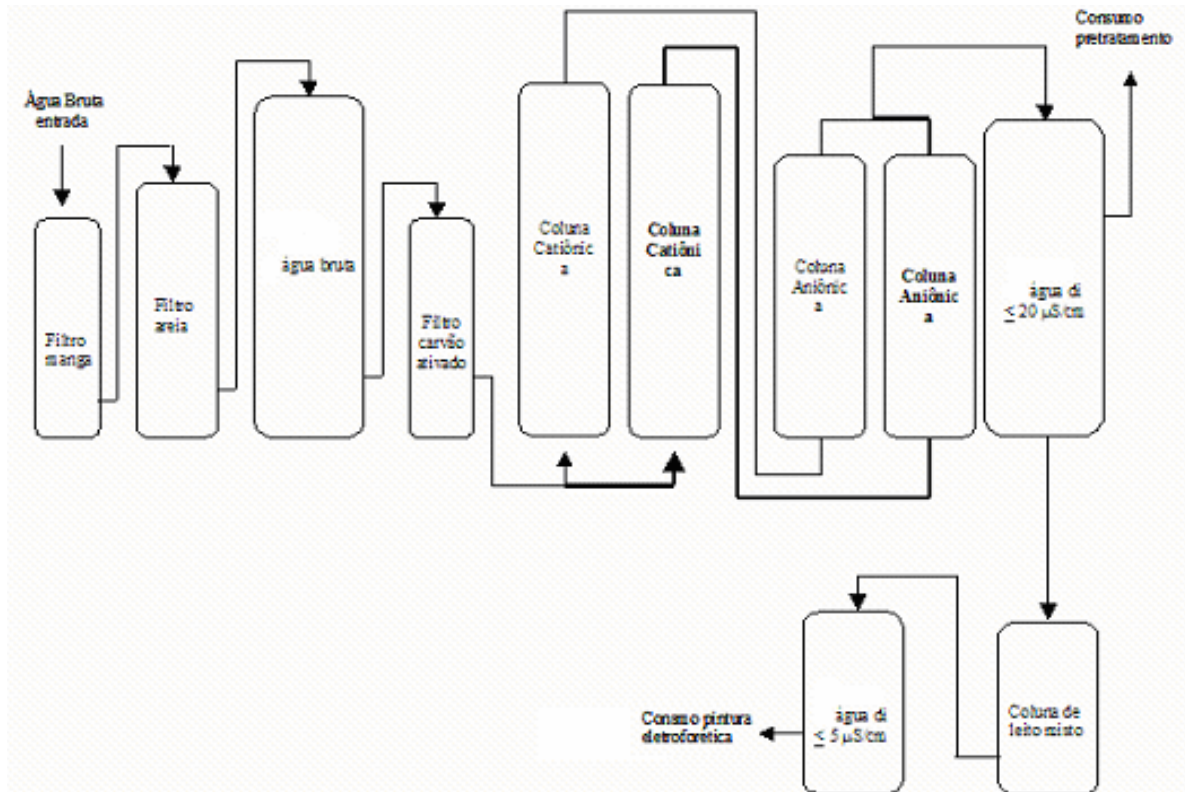 Água Bruta
entrada
Filtro
manga
Filtro
areia
água bruta
Filtro
carvão
ativado
Coluna
Catiônic
a
Coluna
Catiôni
ca
Coluna
Aniônic
a
Coluna
Aniônic
a
água di
≤ 20 µS/cm
Consumo
pretratamento
Coluna de
leito misto
água di
≤ 5 µS/cm
Consmo pintura
eletroforética